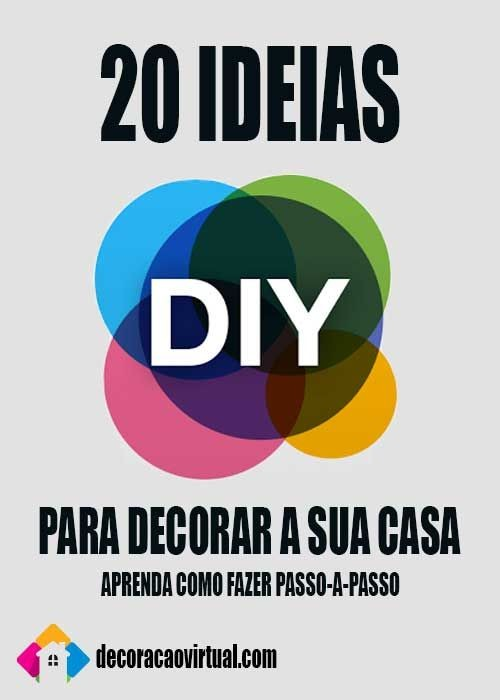 20 IDEIAS
DIY
PARA DECORAR A SUA CASA
APRENDA COMO FAZER PASSO-A-PASSO
decoracaovirtual.com